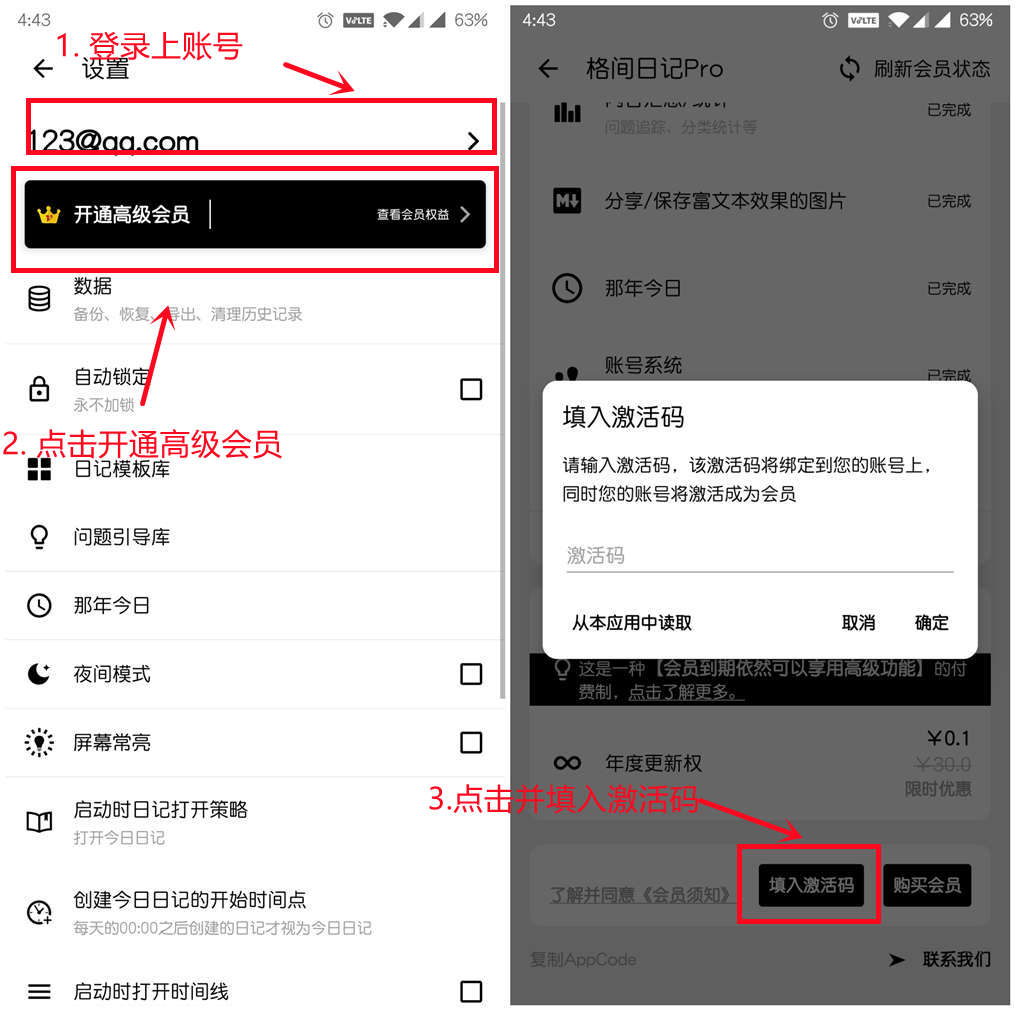 4:43
VoLTE
63%
1. 登录上账号
设置
123@qq.com
开通高级会员
查看会员权益
数据
备份、恢复、导出、清理历史记录
自动锁定
永不加锁
2. 点击开通高级会员
日记模板库
问题引导库
那年今日
夜间模式
屏幕常亮
启动时日记打开策略
打开今日日记
创建今日日记的开始时间点
每天的00:00之后创建的日记才视为今日日记
启动时打开时间线
4:43
VoLTE
63%
格间日记Pro
刷新会员状态
内容汇总/统计
已完成
问题追踪、分类统计等
M
分享/保存富文本效果的图片
已完成
那年今日
已完成
账号系统
已完成
填入激活码
请输入激活码，该激活码将绑定到您的账号上，
同时您的账号将激活成为会员
激活码
从本应用中读取
取消
确定
这是一种【会员到期依然可以享用高级功能】的付
费制，点击了解更多。
¥0.1
年度更新权
¥30.0
限时优惠
3.点击并填入激活码
了解并同意《会员须知》
填入激活码
购买会员
复制AppCode
联系我们